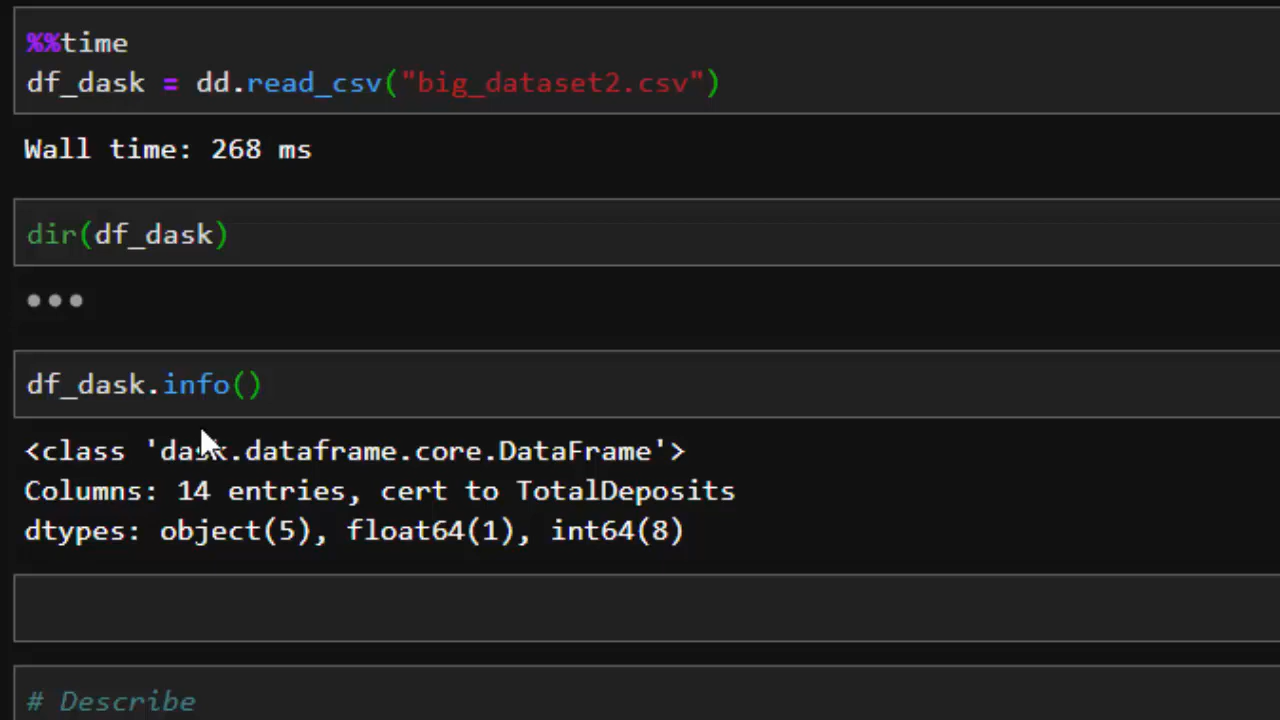 %%time
df_dask = dd.read_csv("big_dataset2.csv")
Wall time: 268 ms
dir(df_dask)
df_dask.info()
<class 'dask.dataframe.core.DataFrame'>
Columns: 14 entries, cert to TotalDeposits
dtypes: object(5), float64(1), int64(8)
# Describe